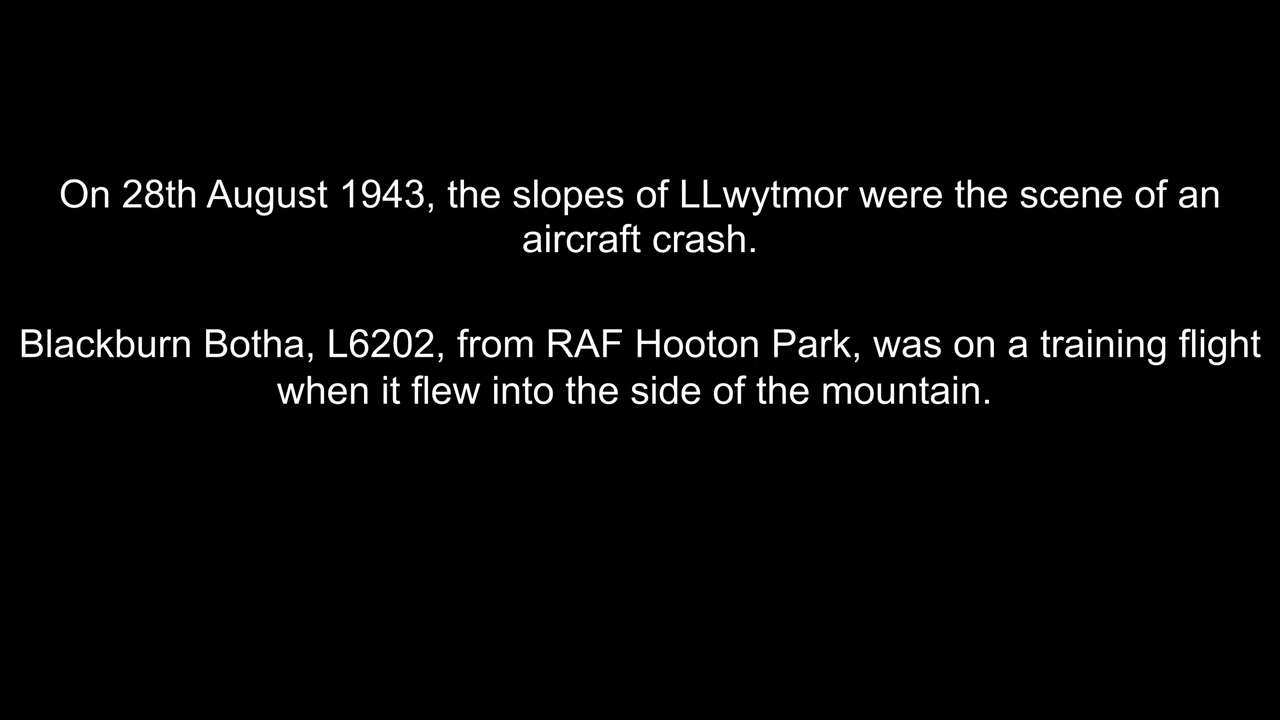 On 28th August 1943, the slopes of LLwytmor were the scene of an
aircraft crash.
Blackburn Botha, L6202, from RAF Hooton Park, was on a training flight
when it flew into the side of the mountain.